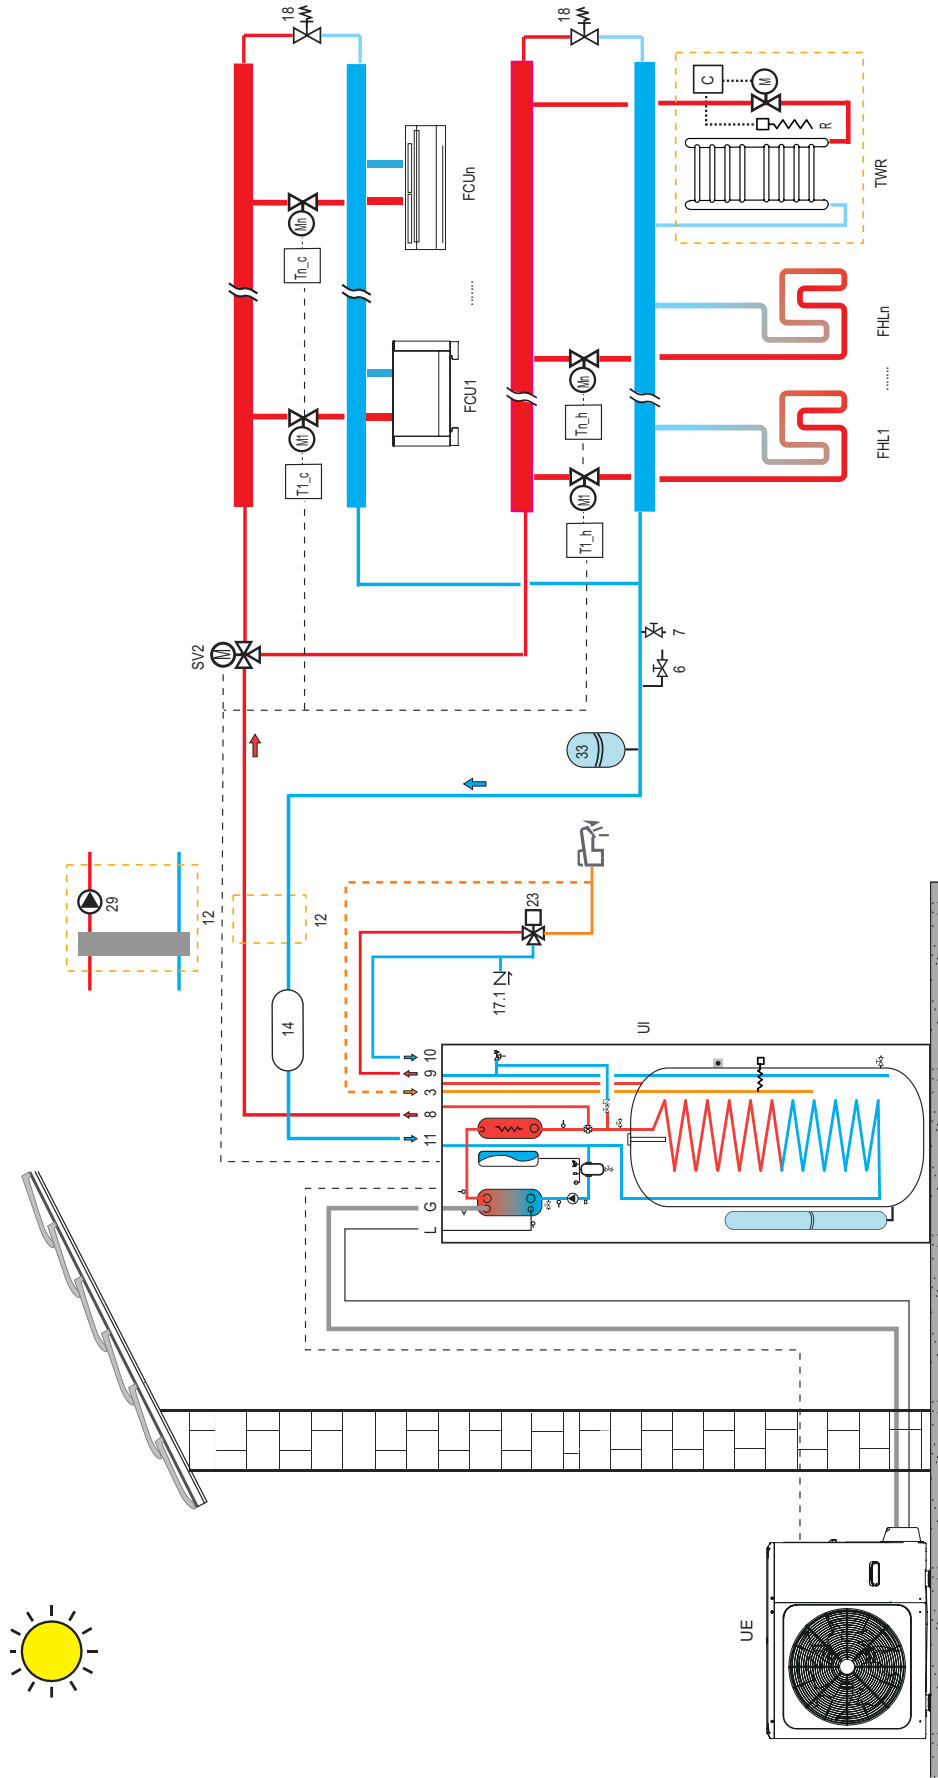 18
18
C
M
R
TWR
FCUn
Mn
Tn_c
.......
FHLn
Mn
FCU1
M1
Tn_h
.......
FHL1
T1_c
M1
T1_h
SV2
M
7
6
33
29
12
12
23
17.1
14
UI
10
9
3
8
11
G
L
UE